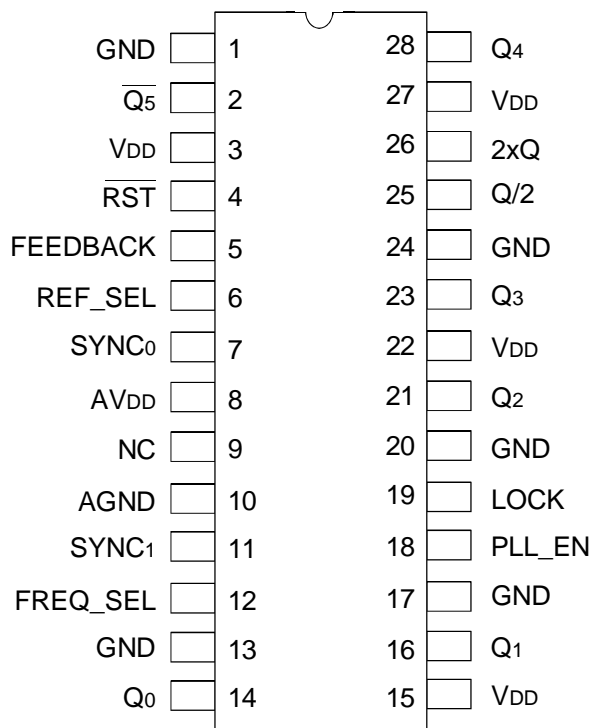 GND 1 28 Q4
Q̅5̅ 2 27 VDD
VDD 3 26 2xQ
R̅S̅T̅ 4 25 Q/2
FEEDBACK 5 24 GND
REF_SEL 6 23 Q3
SYNC0 7 22 VDD
AVDD 8 21 Q2
NC 9 20 GND
AGND 10 19 LOCK
SYNC1 11 18 PLL_EN
FREQ_SEL 12 17 GND
GND 13 16 Q1
Q0 14 15 VDD